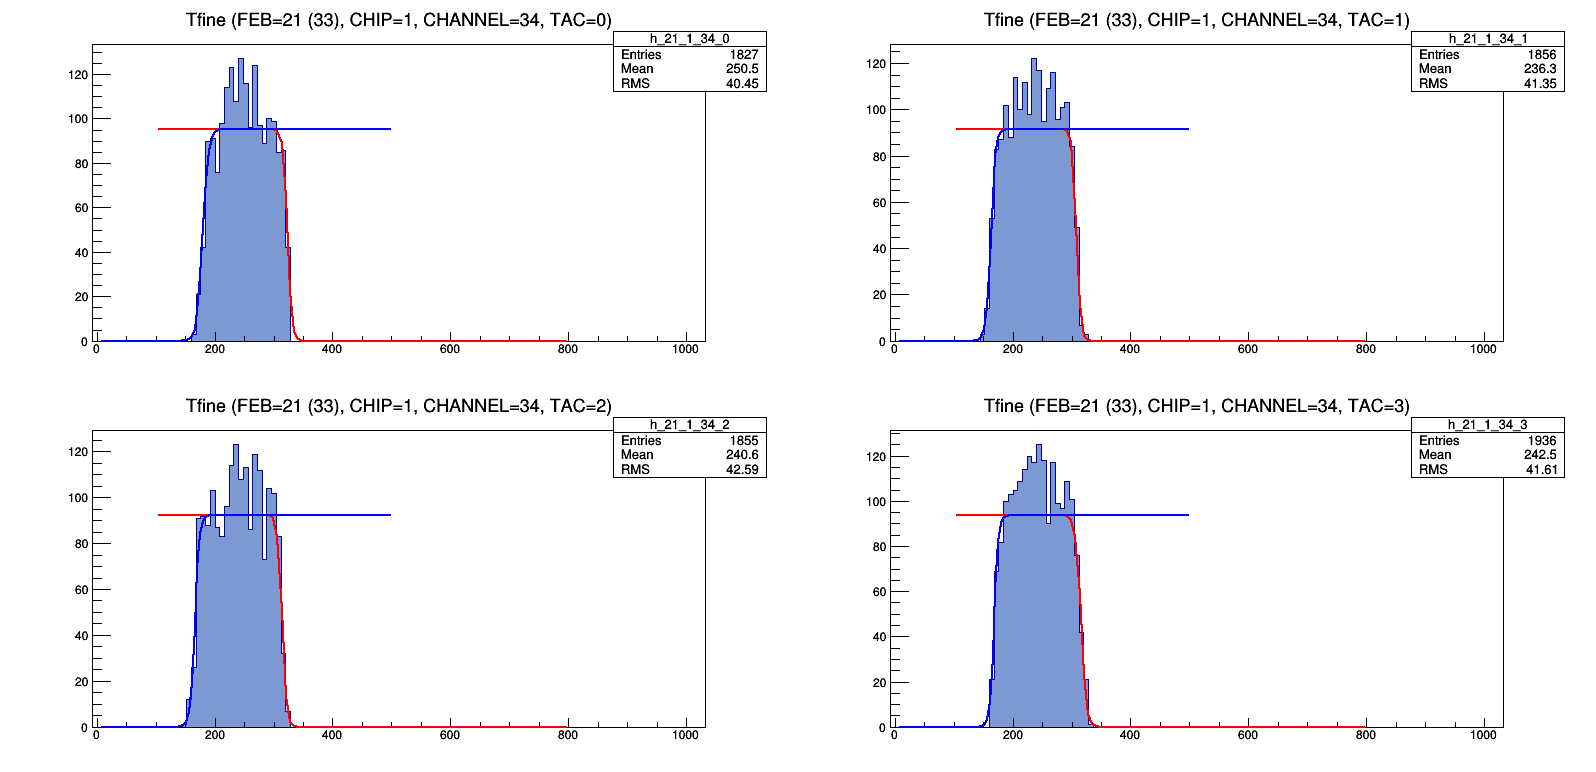 Tfine (FEB=21 (33), CHIP=1, CHANNEL=34, TAC=0)
h_21_1_34_0
Entries 1827
Mean 250.5
RMS 40.45
120
100
80
60
40
20
0
0 200 400 600 800 1000
Tfine (FEB=21 (33), CHIP=1, CHANNEL=34, TAC=1)
h_21_1_34_1
Entries 1856
Mean 236.3
RMS 41.35
120
100
80
60
40
20
0
0 200 400 600 800 1000
Tfine (FEB=21 (33), CHIP=1, CHANNEL=34, TAC=2)
h_21_1_34_2
Entries 1855
Mean 240.6
RMS 42.59
120
100
80
60
40
20
0
0 200 400 600 800 1000
Tfine (FEB=21 (33), CHIP=1, CHANNEL=34, TAC=3)
h_21_1_34_3
Entries 1936
Mean 242.5
RMS 41.61
120
100
80
60
40
20
0
0 200 400 600 800 1000